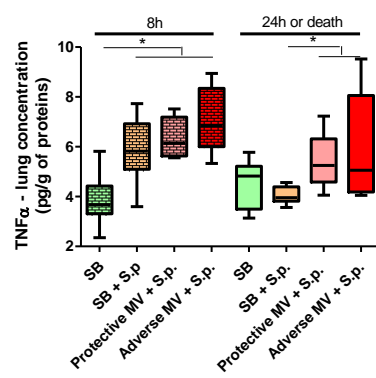 8h
24h or death
*
*
TNFα - lung concentration
(pg/g of proteins)
10
8
6
4
2
SB
SB + S.p
Protective MV + S.p.
Adverse MV + S.p.
SB
SB + S.p.
Protective MV + S.p.
Adverse MV + S.p.